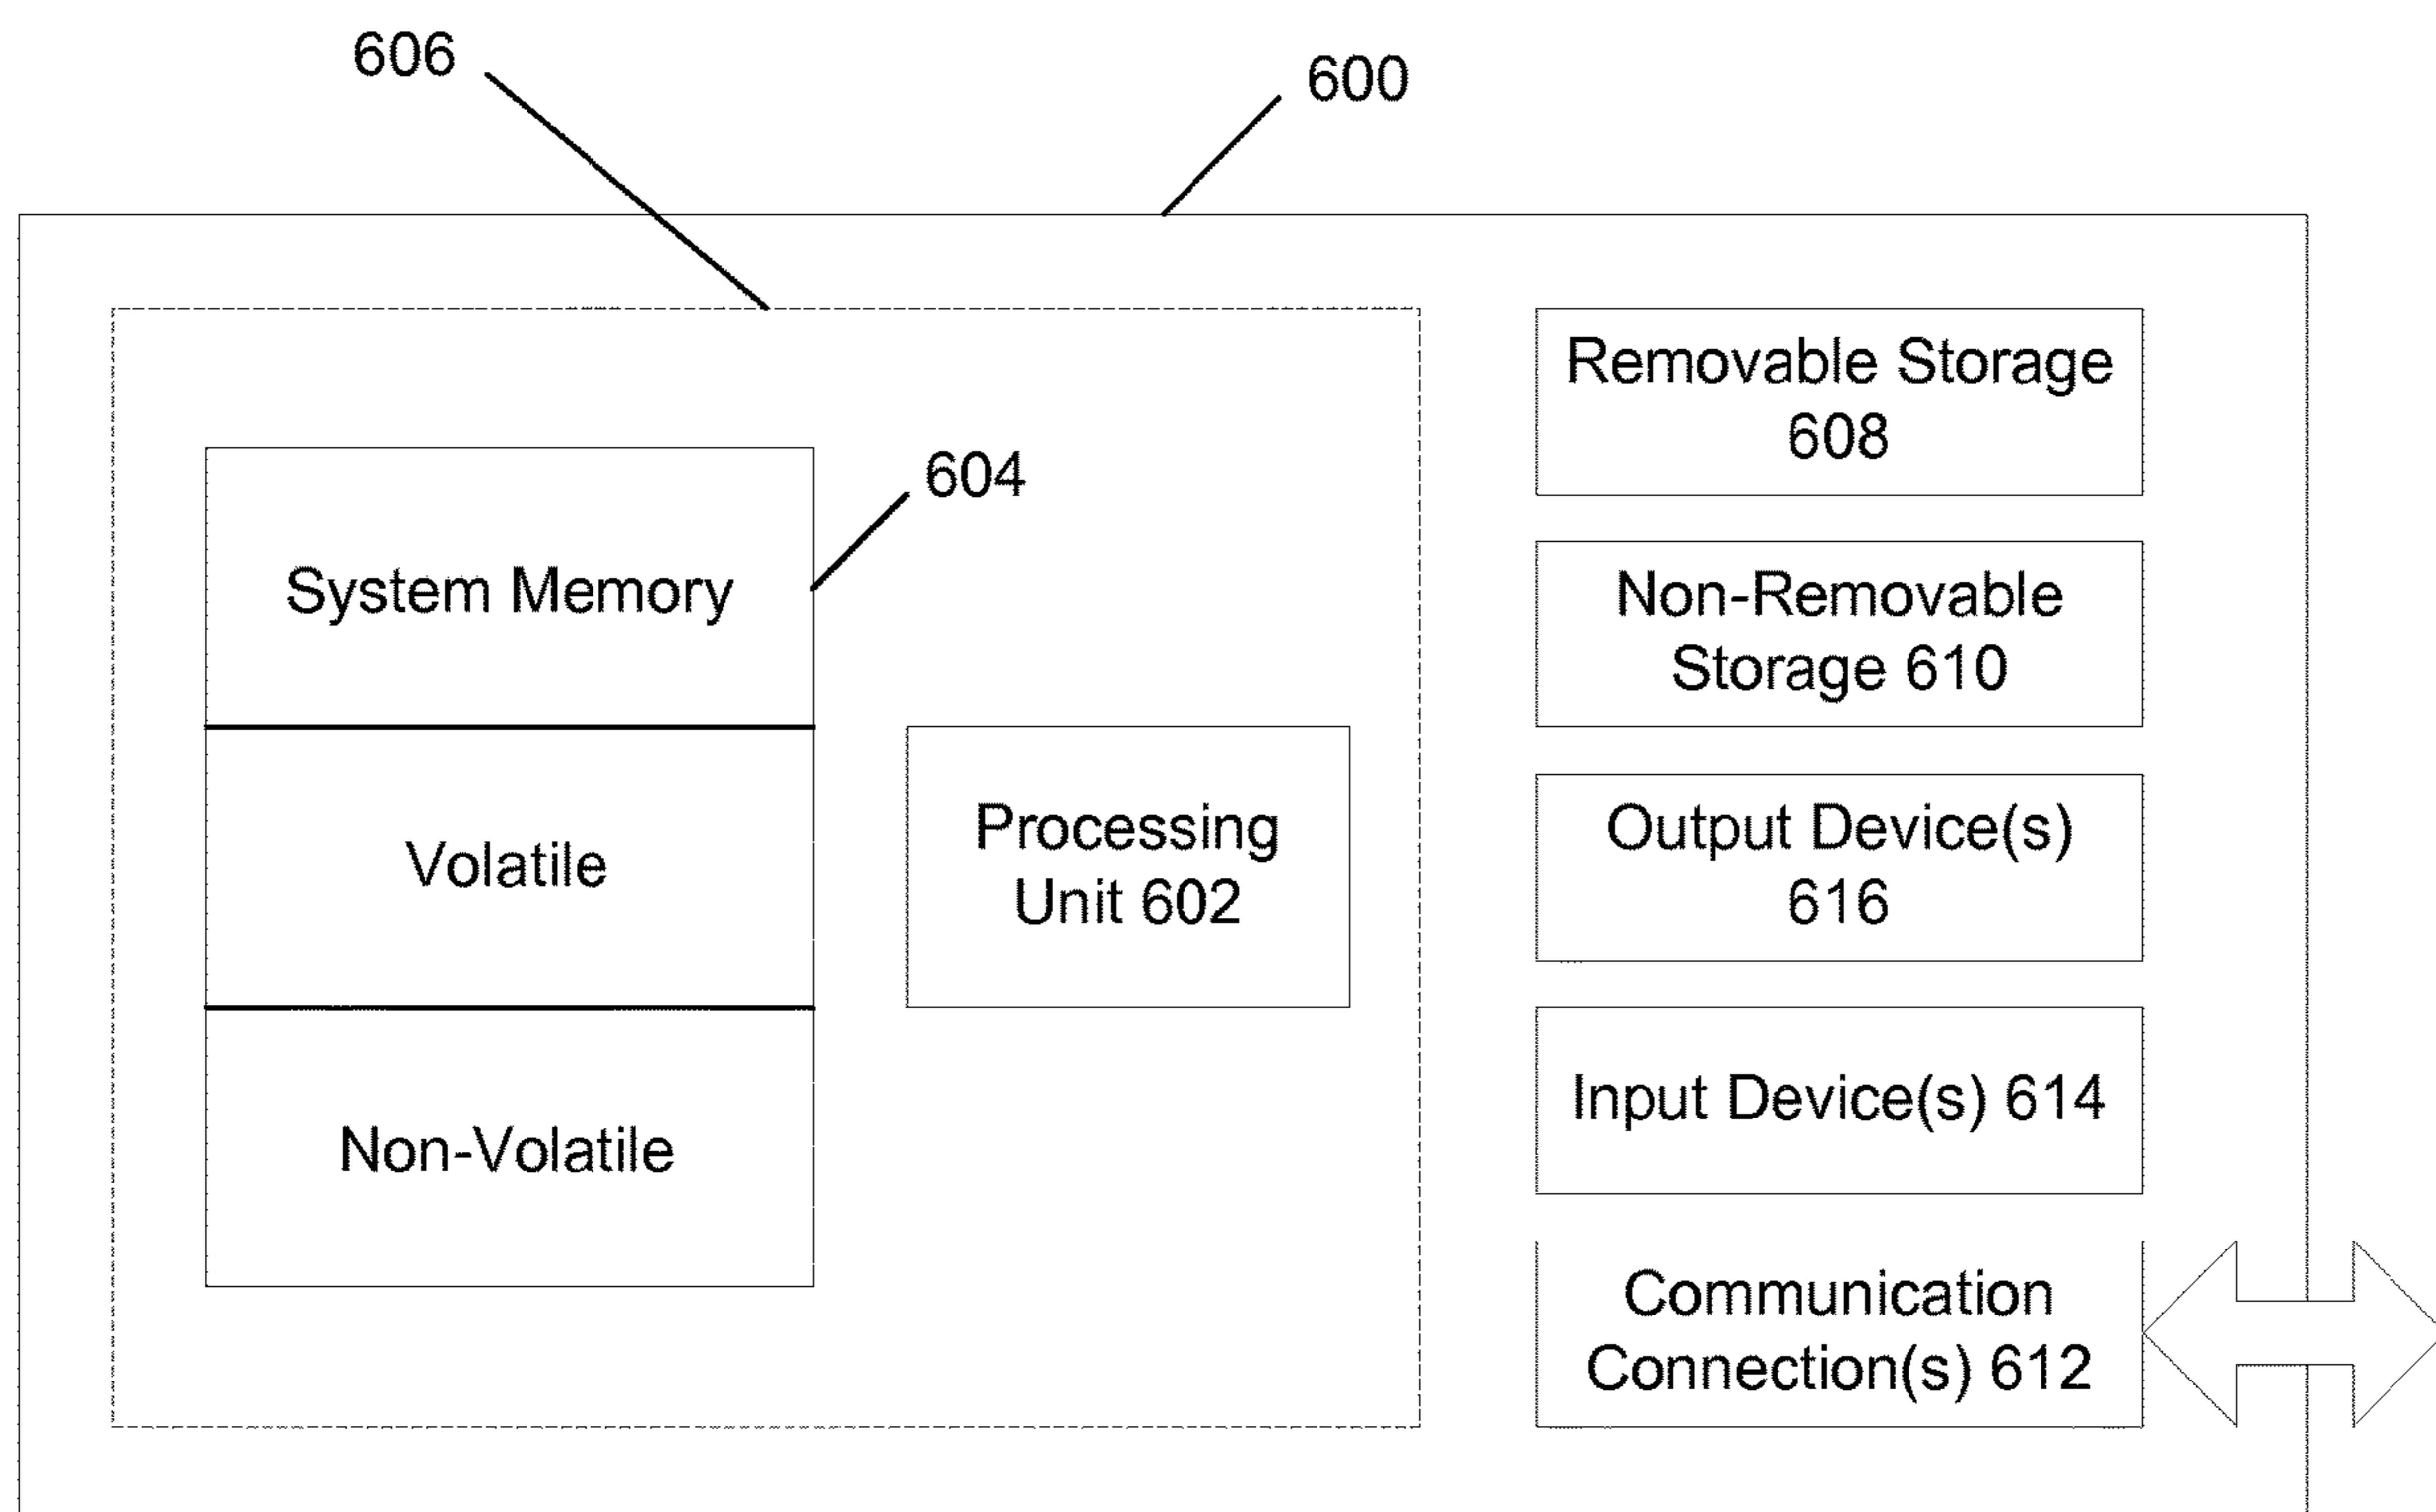 606
600
604
System Memory
Volatile
Non-Volatile
Processing
Unit 602
Removable Storage
608
Non-Removable
Storage 610
Output Device(s)
616
Input Device(s) 614
Communication
Connection(s) 612